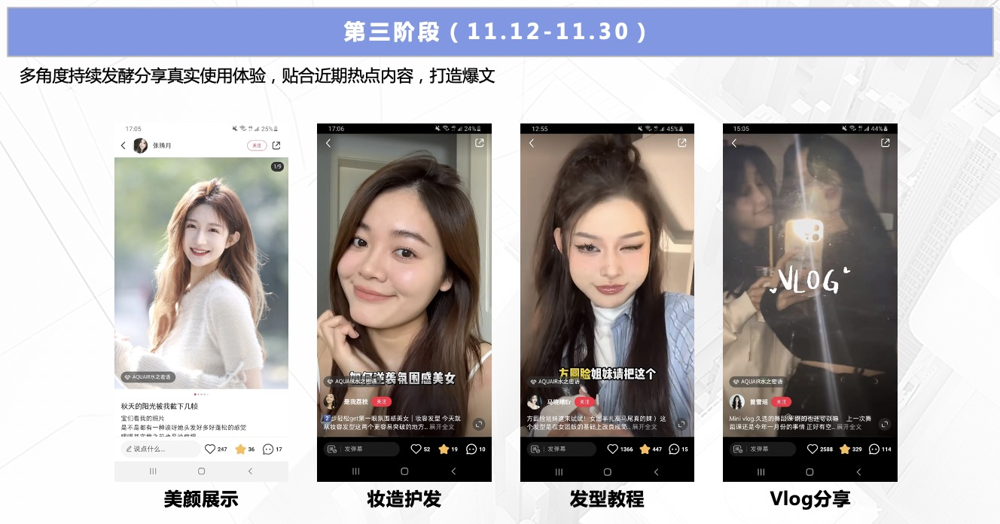 第三阶段（11.12-11.30）
多角度持续发酵分享真实使用体验，贴合近期热点内容，打造爆文
17:05
25%
张腾月
关注
1/9
AQUAIR水之密语
秋天的阳光被我截下几帧
宝们看我的照片
是不是都有一种诶呀她头发好多好蓬松的感觉
说点什么...
247
36
17
美颜展示
17:06
24%
如何逆袭氛围感美女
AQUAIR水之密语
是我荔枝
关注
2步轻松get第一眼氛围感美女｜妆容发型 今天就
从妆容发型这两个更容易突破的地方... 展开全文
发弹幕
52
19
10
妆造护发
12:55
45%
方圆脸姐妹请把这个
AQUAIR水之密语
马晓晴Er
关注
方圆脸姐妹速来试试！女团半扎高马尾真的辣）这
个发型是在女团版的基础上改良成简... 展开全文
发弹幕
1366
447
15
发型教程
15:05
44%
VLOG
AQUAIR水之密语
曾雪瑶
关注
Mini vlog.久违的舞蹈课 跳的也还可以嘛 上一次舞
蹈课还是今年一月份的事情 正好有空... 展开全文
发弹幕
2588
329
114
Vlog分享